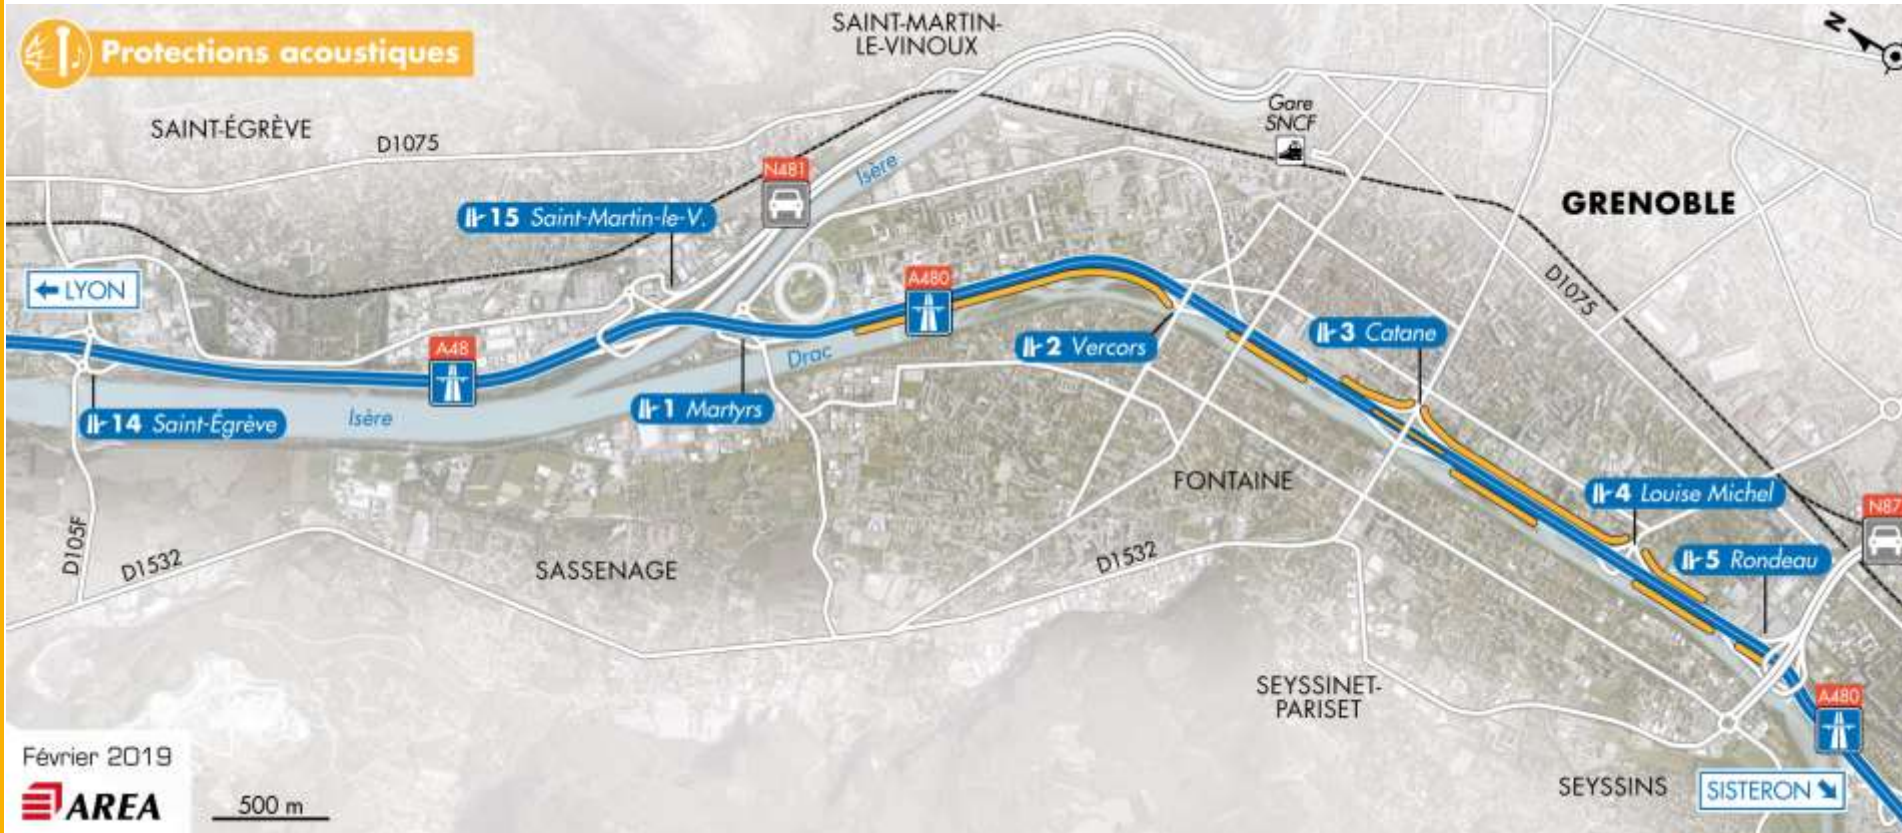 Protections acoustiques
SAINT-MARTIN-
LE-VINOUX
N
SAINT-ÉGRÈVE
D1075
Gare
SNCF
N481
Isère
GRENOBLE
15 Saint-Martin-le-V.
LYON
A480
D1075
A48
Drac
2 Vercors
3 Catane
14 Saint-Égrève
Isère
1 Martyrs
FONTAINE
4 Louise Michel
N87
D105F
D1532
SASSENAGE
D1532
5 Rondeau
SEYSSINET-
PARISET
A480
Février 2019
AREA
500 m
SEYSSINS
SISTERON